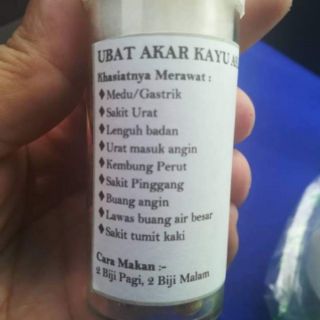 UBAT AKAR KAYU
Khasiatnya Merawat :
♦Medu/Gastrik
♦Sakit Urat
♦Lenguh badan
♦Urat masuk angin
♦Kembung Perut
♦Sakit Pinggang
♦Buang angin
♦Lawas buang air besar
♦Sakit tumit kaki
Cara Makan :-
2 Biji Pagi, 2 Biji Malam